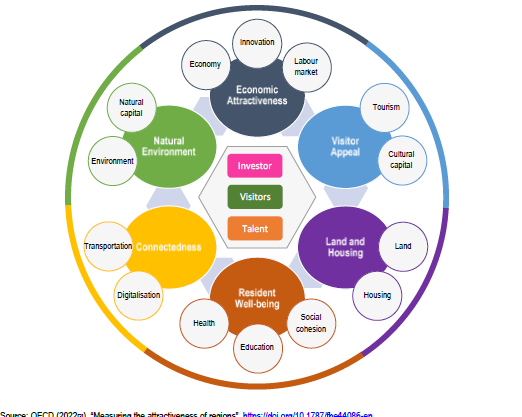 Innovation
Economy
Labour
market
Economic
Attractiveness
Natural
capital
Tourism
Natural
Environment
Visitor
Appeal
Environment
Cultural
capital
Investor
Visitors
Talent
Transportation
Connectedness
Land and
Housing
Land
Digitalisation
Housing
Resident
Well-being
Health
Social
cohesion
Education
Source: OECD (2022), "Measuring the attractiveness of regions", https://doi.org/10.1787/fbe44086-en